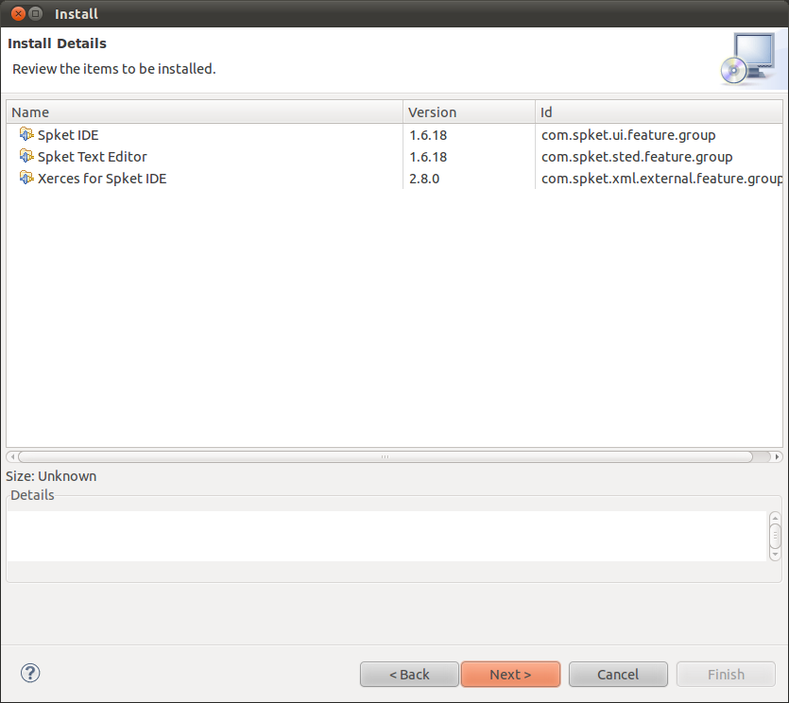 Install
Install Details
Review the items to be installed.
Name Version Id
Spket IDE 1.6.18 com.spket.ui.feature.group
Spket Text Editor 1.6.18 com.spket.sted.feature.group
Xerces for Spket IDE 2.8.0 com.spket.xml.external.feature.group
Size: Unknown
Details
?
< Back Next > Cancel Finish